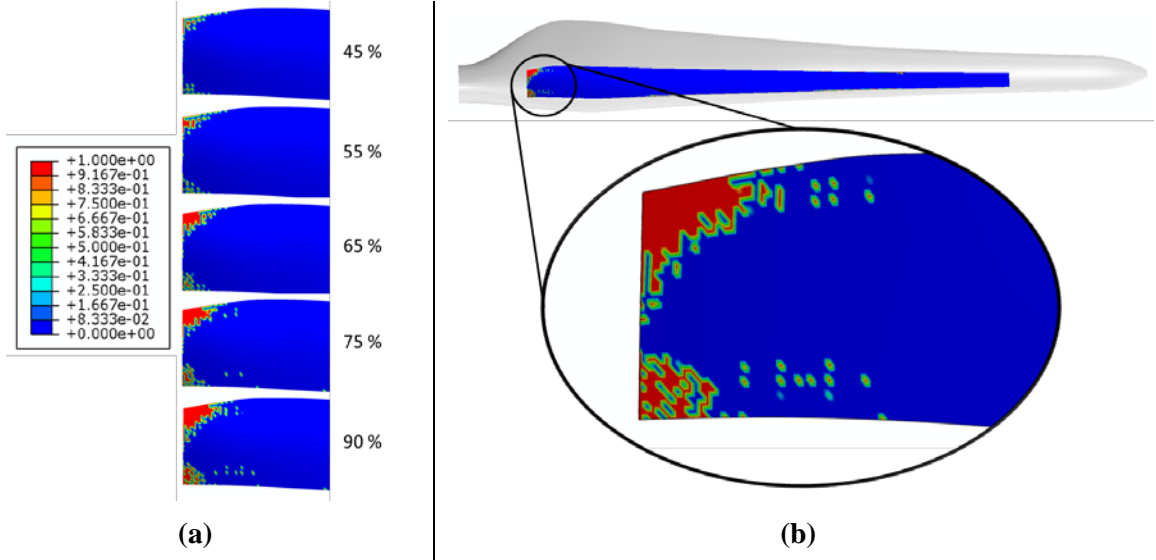 45 %
55 %
+1.000e+00
+9.167e-01
+8.333e-01
+7.500e-01
+6.667e-01
+5.833e-01
+5.000e-01
+4.167e-01
+3.333e-01
+2.500e-01
+1.667e-01
+8.333e-02
+0.000e+00
65 %
75 %
90 %
(a)
(b)